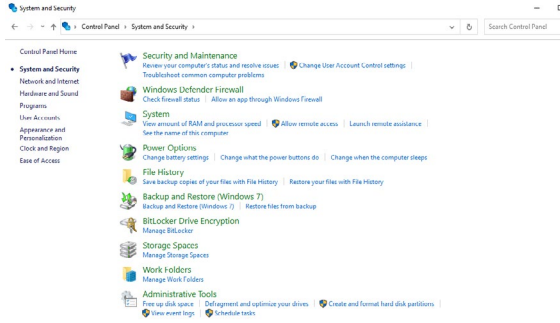 System and Security
Control Panel › System and Security ›
Search Control Panel
Control Panel Home
System and Security
Network and Internet
Hardware and Sound
Programs
User Accounts
Appearance and
Personalization
Clock and Region
Ease of Access
Security and Maintenance
Review your computer's status and resolve issues | Change User Account Control settings |
Troubleshoot common computer problems
Windows Defender Firewall
Check firewall status | Allow an app through Windows Firewall
System
View amount of RAM and processor speed | Allow remote access | Launch remote assistance |
See the name of this computer
Power Options
Change battery settings | Change what the power buttons do | Change when the computer sleeps
File History
Save backup copies of your files with File History | Restore your files with File History
Backup and Restore (Windows 7)
Backup and Restore (Windows 7) | Restore files from backup
BitLocker Drive Encryption
Manage BitLocker
Storage Spaces
Manage Storage Spaces
Work Folders
Manage Work Folders
Administrative Tools
Free up disk space | Defragment and optimize your drives | Create and format hard disk partitions |
View event logs | Schedule tasks